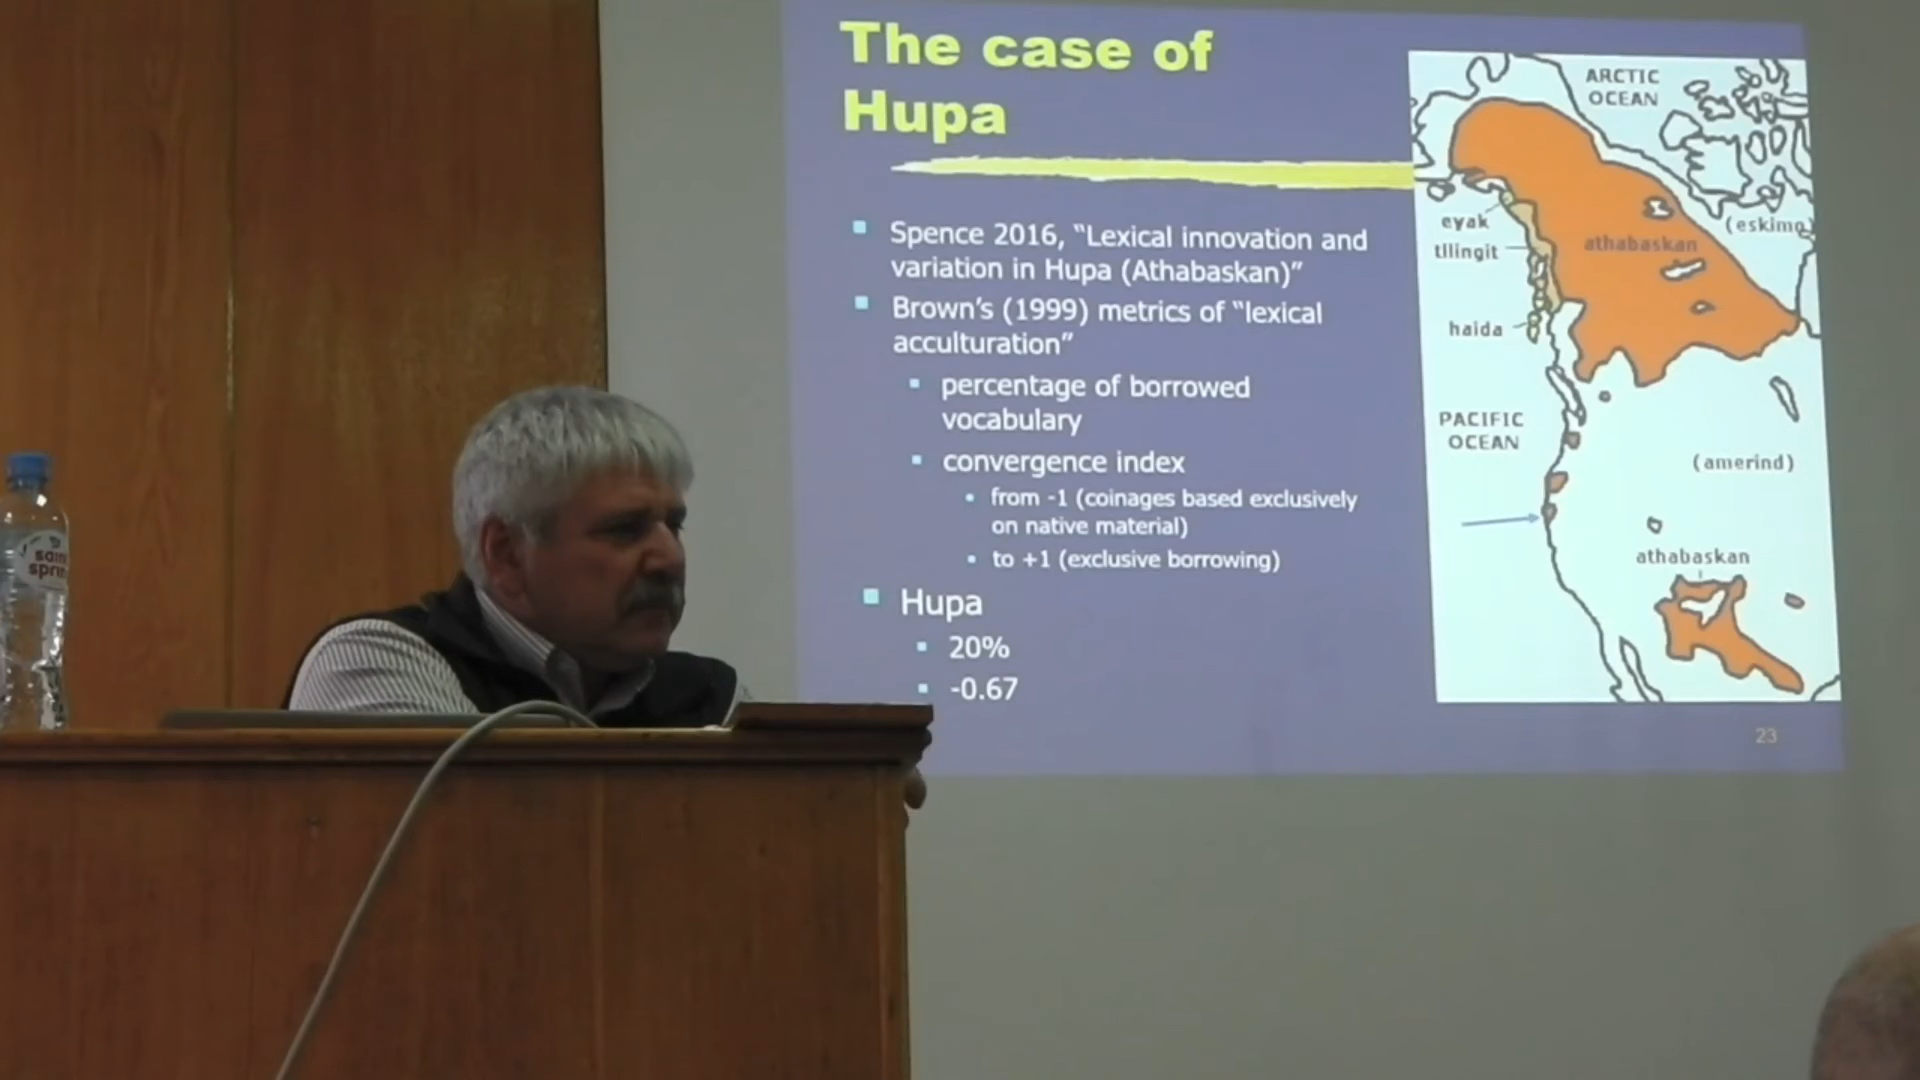 The case of
Hupa
Spence 2016, “Lexical innovation and
variation in Hupa (Athabaskan)”
Brown’s (1999) metrics of “lexical
acculturation”
percentage of borrowed
vocabulary
convergence index
from -1 (coinages based exclusively
on native material)
to +1 (exclusive borrowing)
Hupa
20%
-0.67
ARCTIC
OCEAN
eyak
(eskimo)
tlingit
athabaskan
haida
PACIFIC
OCEAN
(amerind)
athabaskan
23